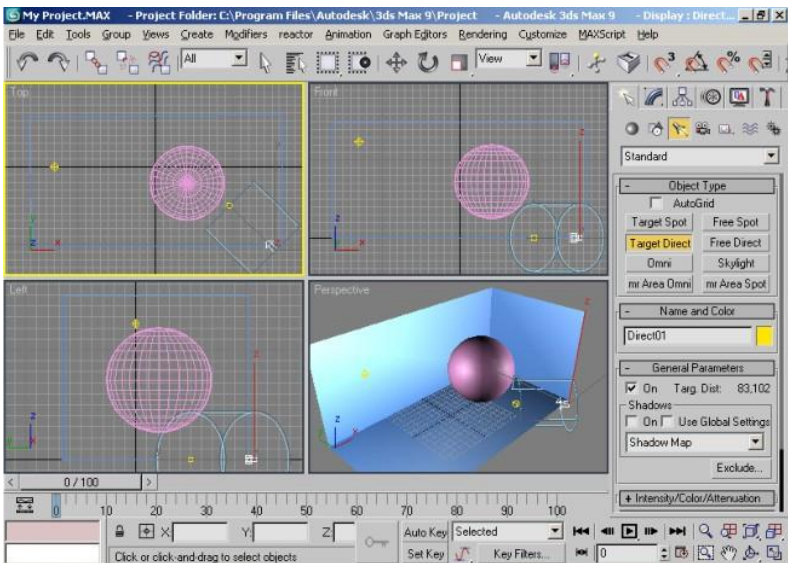 My Project.MAX - Project Folder: C:\Program Files\Autodesk\3ds Max 9\Project - Autodesk 3ds Max 9 - Display : Direct...
File Edit Tools Group Views Create Modifiers reactor Animation Graph Editors Rendering Customize MAXScript Help
All View
Top Front
Left Perspective
Standard
- Object Type
AutoGrid
Target Spot Free Spot
Target Direct Free Direct
Omni Skylight
mr Area Omni mr Area Spot
- Name and Color
Direct01
- General Parameters
On Targ. Dist: 83,102
Shadows
On Use Global Settings
Shadow Map
Exclude...
+ Intensity/Color/Attenuation
< 0 / 100 >
0 10 20 30 40 50 60 70 80 90 100
X: Y: Z: Auto Key Selected
Click or click-and-drag to select objects Set Key Key Filters... 0